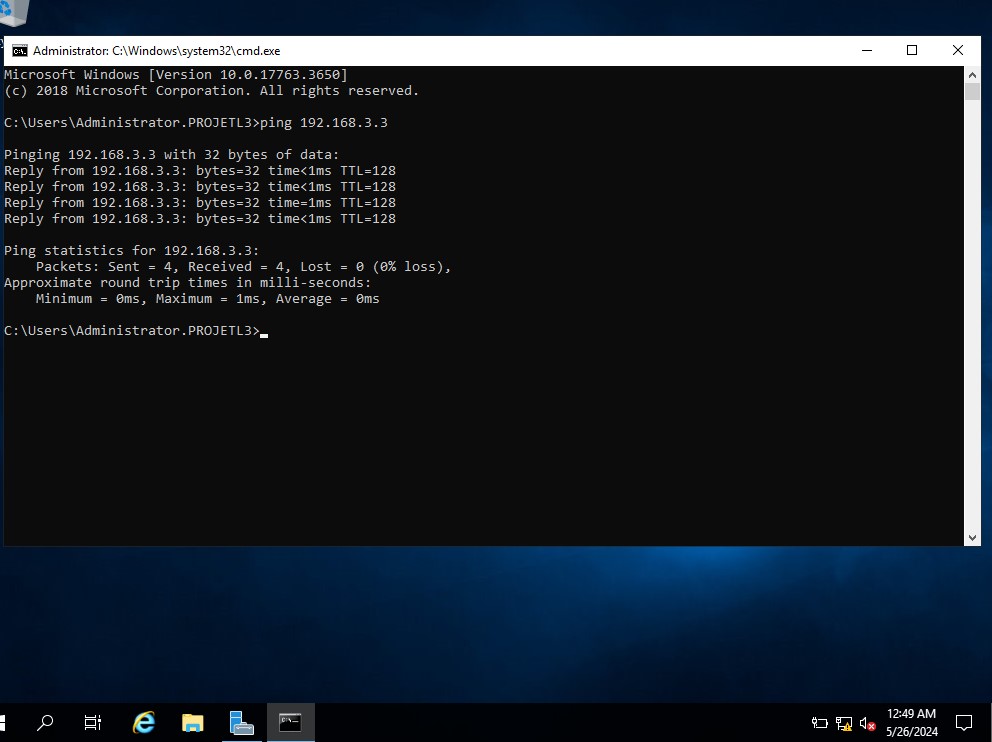 Administrator: C:\Windows\system32\cmd.exe
Microsoft Windows [Version 10.0.17763.3650]
(c) 2018 Microsoft Corporation. All rights reserved.
C:\Users\Administrator.PROJETL3>ping 192.168.3.3
Pinging 192.168.3.3 with 32 bytes of data:
Reply from 192.168.3.3: bytes=32 time<1ms TTL=128
Reply from 192.168.3.3: bytes=32 time<1ms TTL=128
Reply from 192.168.3.3: bytes=32 time=1ms TTL=128
Reply from 192.168.3.3: bytes=32 time<1ms TTL=128
Ping statistics for 192.168.3.3:
    Packets: Sent = 4, Received = 4, Lost = 0 (0% loss),
Approximate round trip times in milli-seconds:
    Minimum = 0ms, Maximum = 1ms, Average = 0ms
C:\Users\Administrator.PROJETL3>
12:49 AM
5/26/2024